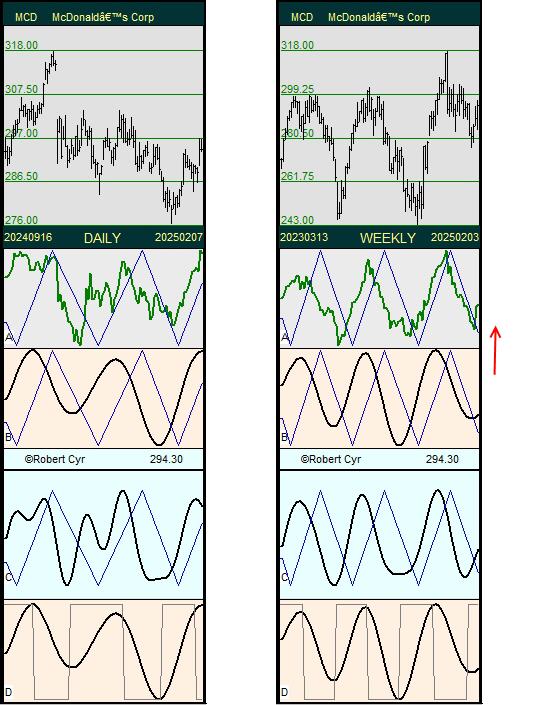 MCD McDonaldâ€™s Corp
318.00
307.50
297.00
286.50
276.00
20240916 DAILY 20250207
A
B
©Robert Cyr 294.30
C
D
MCD McDonaldâ€™s Corp
318.00
299.25
280.50
261.75
243.00
20230313 WEEKLY 20250203
A
B
©Robert Cyr 294.30
C
D